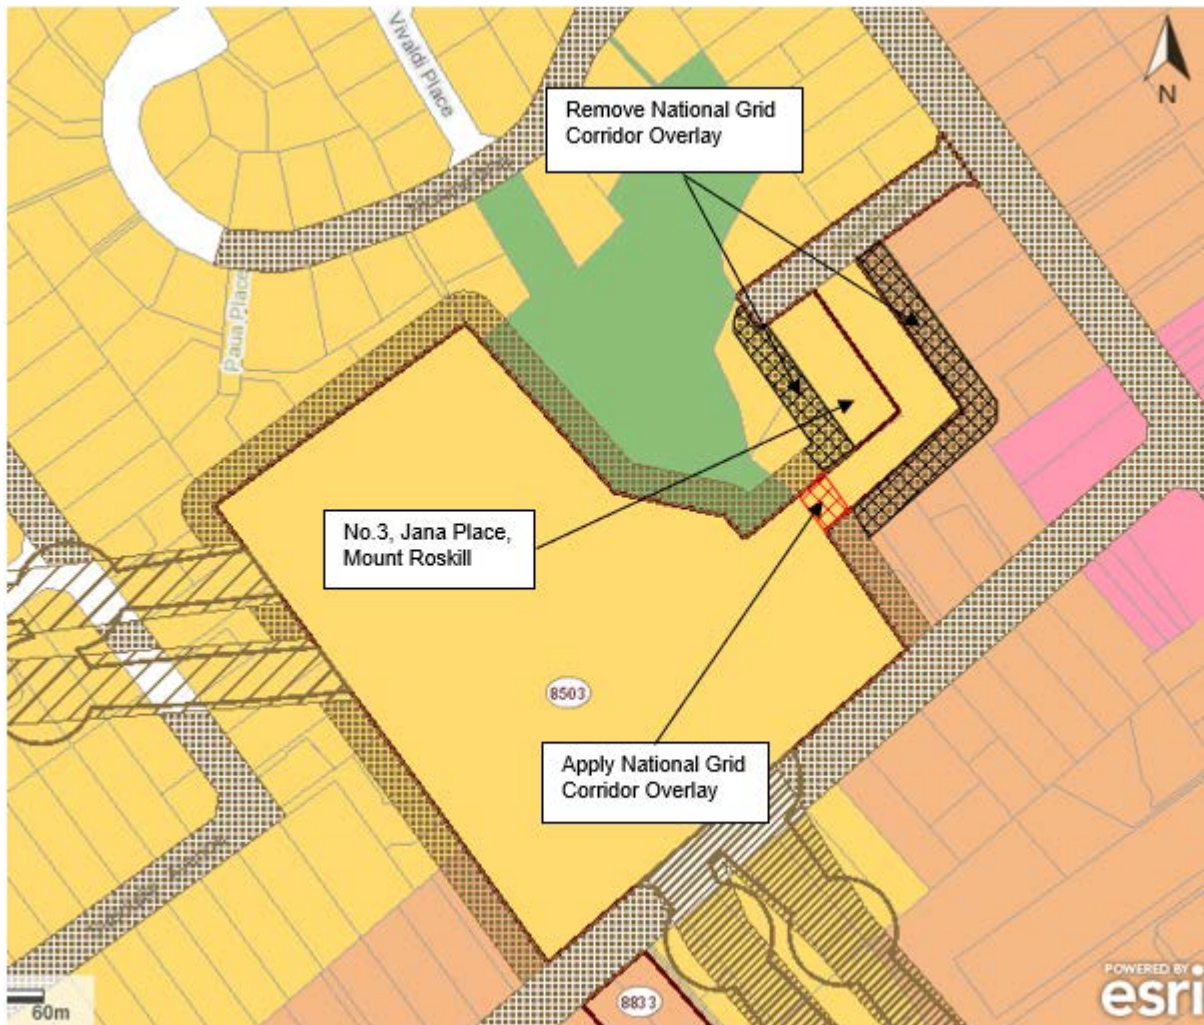 Vivaldi Place
Remove National Grid
Corridor Overlay
N
Paua Place
No.3, Jana Place,
Mount Roskill
8503
Apply National Grid
Corridor Overlay
8833
60m
POWERED BY
esri